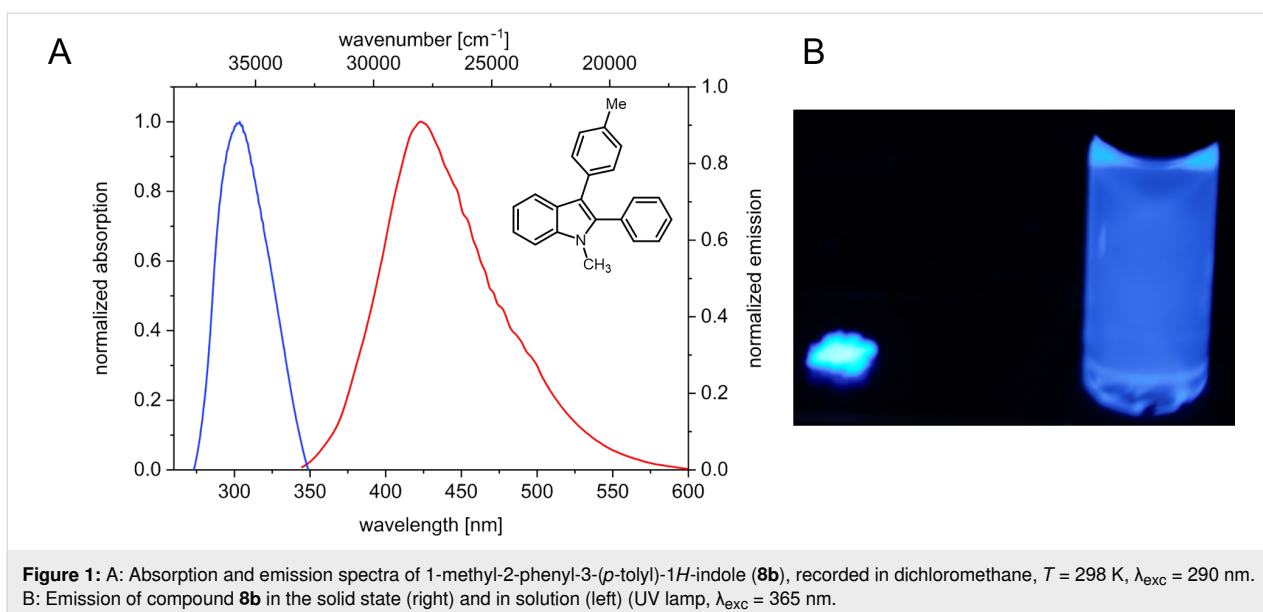 A
B
wavenumber [cm⁻¹]
35000 30000 25000 20000
1.0 0.8 0.6 0.4 0.2 0.0
normalized absorption
1.0 0.8 0.6 0.4 0.2 0.0
normalized emission
Me
N
CH₃
300 350 400 450 500 550 600
wavelength [nm]
Figure 1: A: Absorption and emission spectra of 1-methyl-2-phenyl-3-(p-tolyl)-1H-indole (8b), recorded in dichloromethane, T = 298 K, λexc = 290 nm.
B: Emission of compound 8b in the solid state (right) and in solution (left) (UV lamp, λexc = 365 nm.